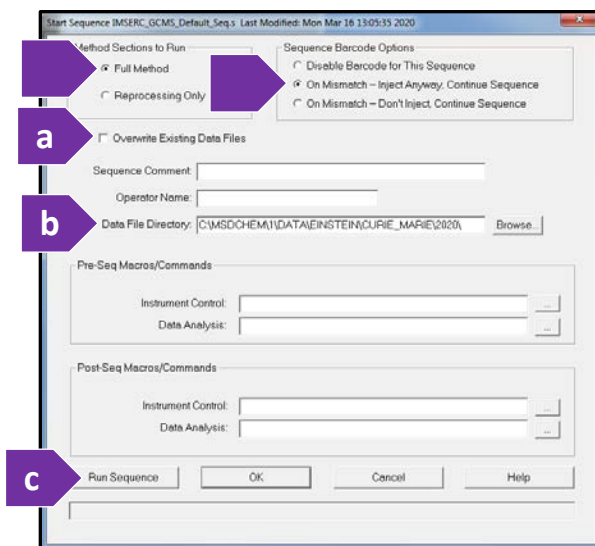 Start Sequence IMSERC_GCMS_Default_Seq.s Last Modified: Mon Mar 16 13:05:35 2020
Method Sections to Run
Full Method
Reprocessing Only
Sequence Barcode Options
Disable Barcode for This Sequence
On Mismatch – Inject Anyway, Continue Sequence
On Mismatch – Don't Inject, Continue Sequence
a Overwrite Existing Data Files
Sequence Comment:
Operator Name:
b Data File Directory: C:\MSDCHEM\1\DATA\EINSTEIN\CURIE_MARIE\2020\ Browse...
Pre-Seq Macros/Commands
Instrument Control: ...
Data Analysis: ...
Post-Seq Macros/Commands
Instrument Control: ...
Data Analysis: ...
c Run Sequence OK Cancel Help